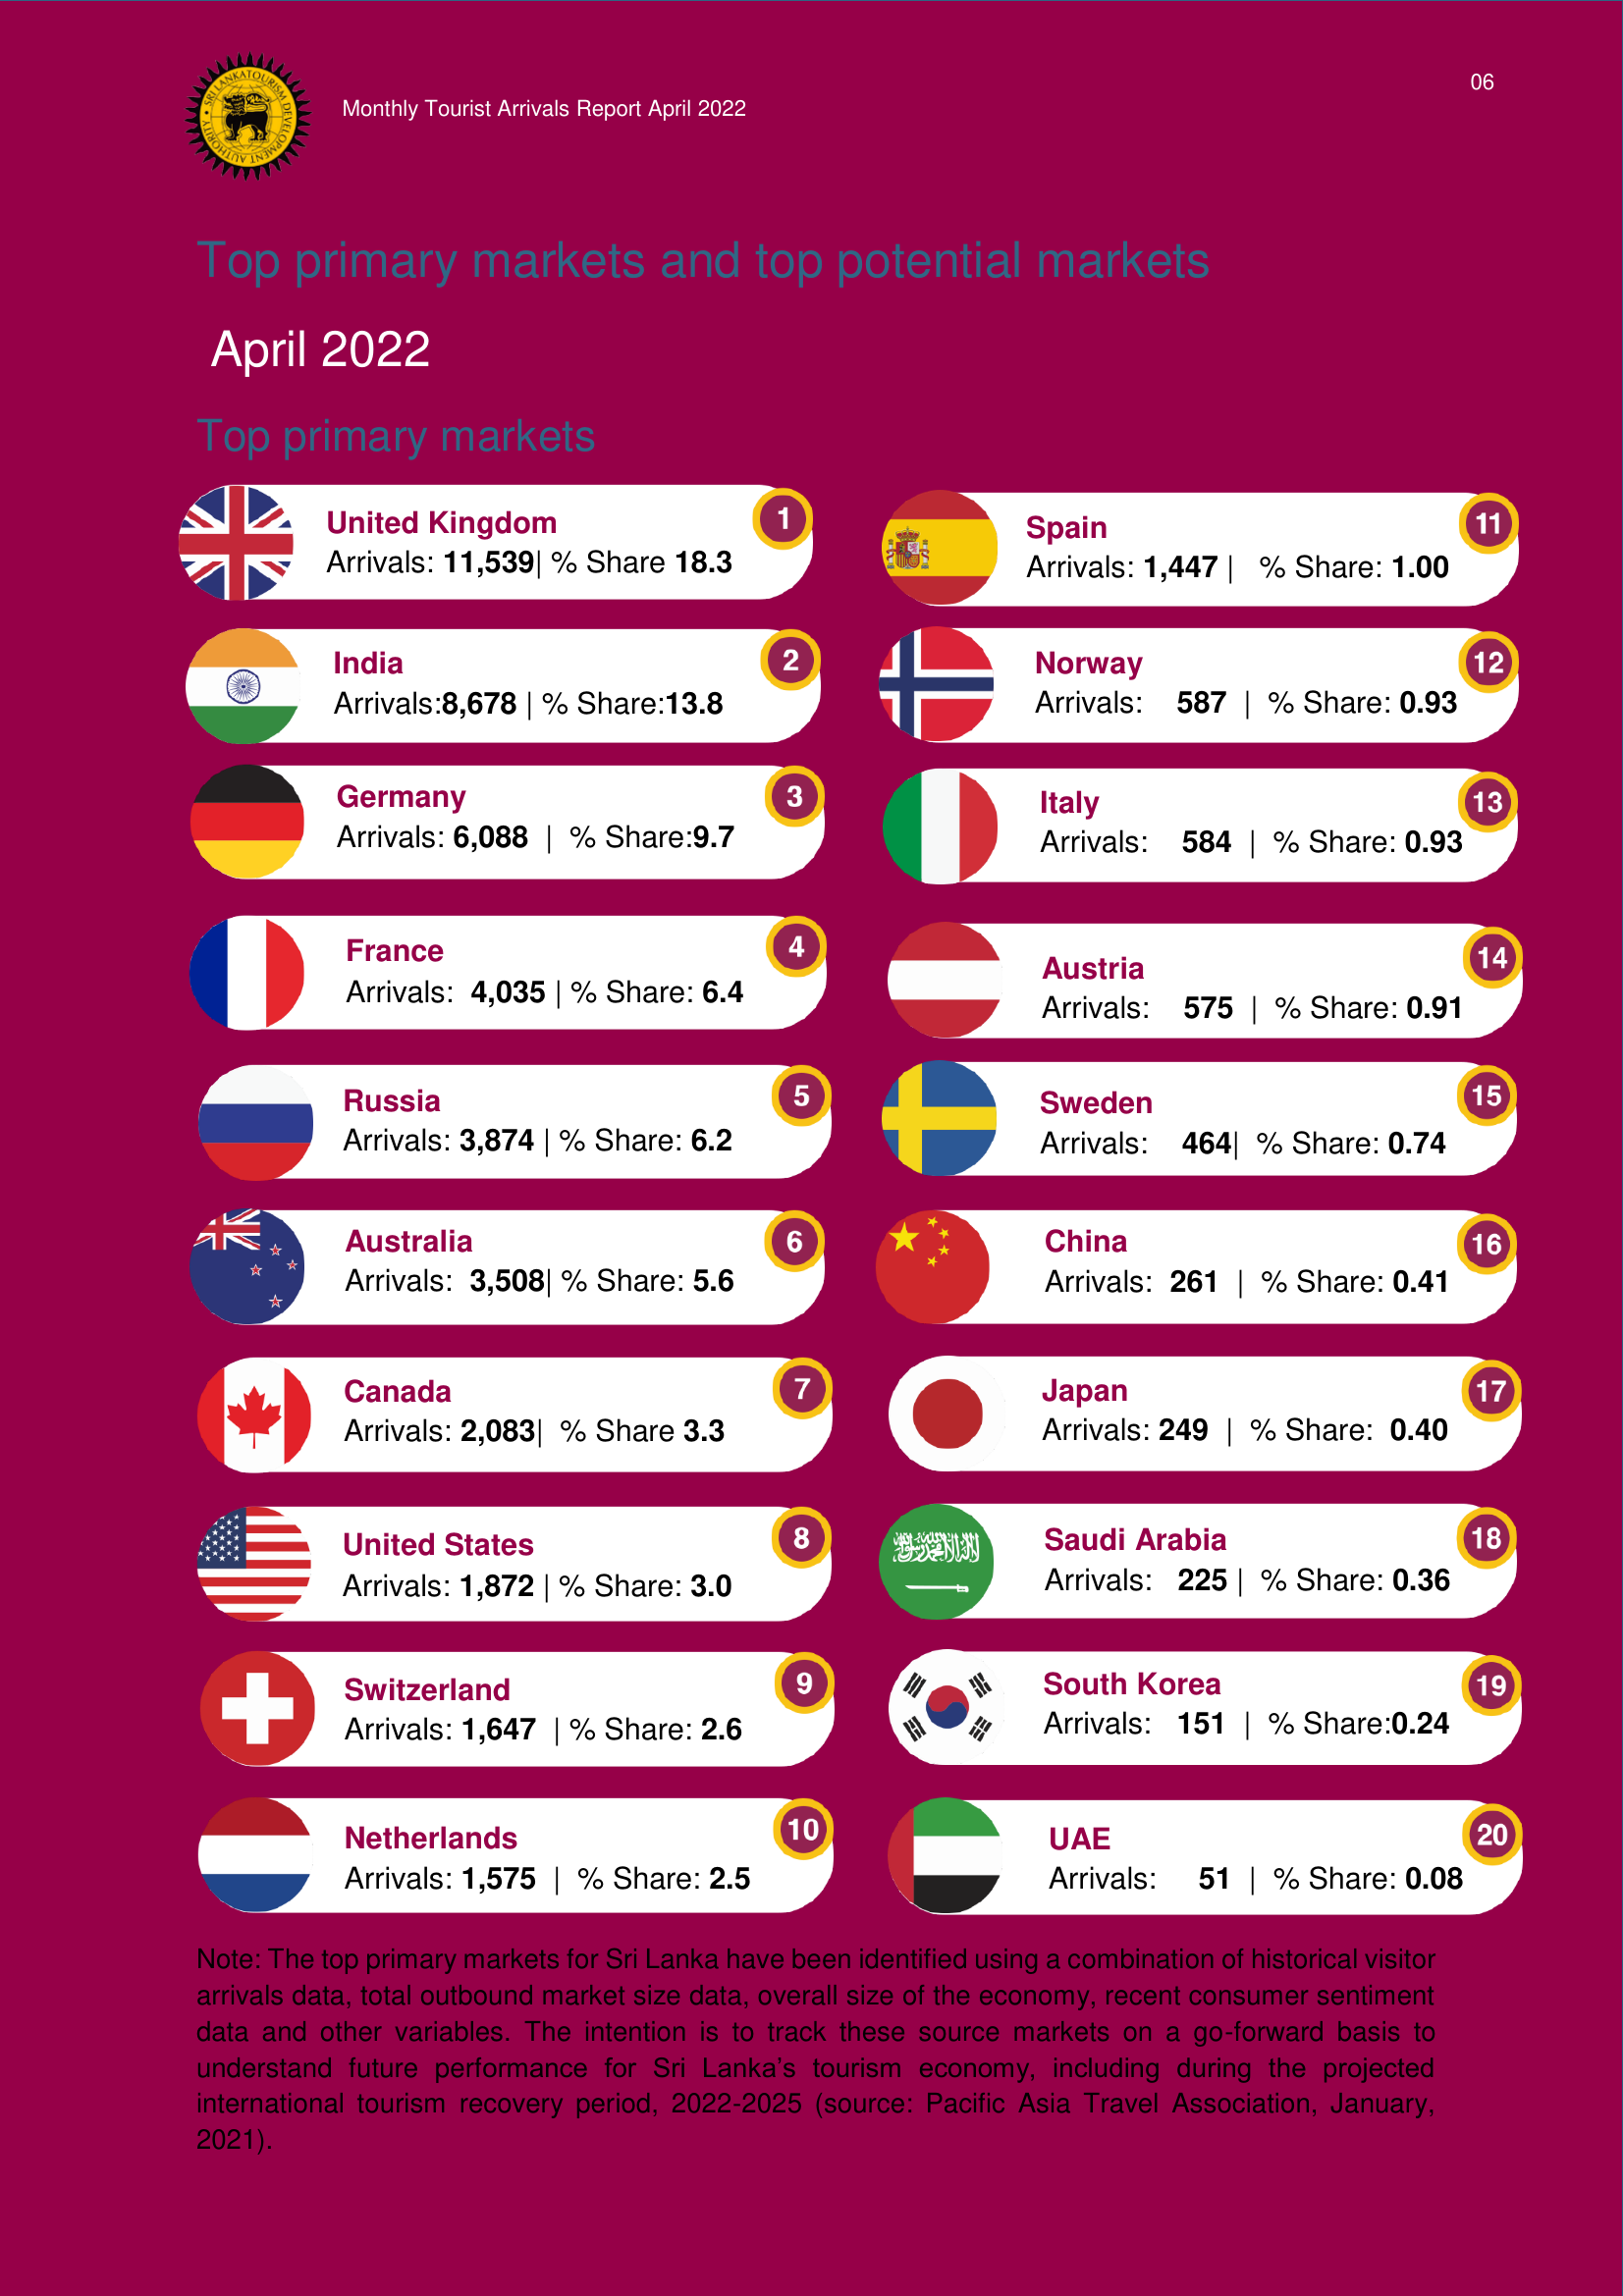 SRI LANKA TOURISM DEVELOPMENT AUTHORITY
Monthly Tourist Arrivals Report April 2022
06
Top primary markets and top potential markets
April 2022
Top primary markets
United Kingdom
1
Arrivals: 11,539| % Share 18.3
India
2
Arrivals:8,678 | % Share:13.8
Germany
3
Arrivals: 6,088 | % Share:9.7
France
4
Arrivals: 4,035 | % Share: 6.4
Russia
5
Arrivals: 3,874 | % Share: 6.2
Australia
6
Arrivals: 3,508| % Share: 5.6
Canada
7
Arrivals: 2,083| % Share 3.3
United States
8
Arrivals: 1,872 | % Share: 3.0
Switzerland
9
Arrivals: 1,647 | % Share: 2.6
Netherlands
10
Arrivals: 1,575 | % Share: 2.5
Spain
11
Arrivals: 1,447 | % Share: 1.00
Norway
12
Arrivals: 587 | % Share: 0.93
Italy
13
Arrivals: 584 | % Share: 0.93
Austria
14
Arrivals: 575 | % Share: 0.91
Sweden
15
Arrivals: 464| % Share: 0.74
China
16
Arrivals: 261 | % Share: 0.41
Japan
17
Arrivals: 249 | % Share: 0.40
Saudi Arabia
18
Arrivals: 225 | % Share: 0.36
South Korea
19
Arrivals: 151 | % Share:0.24
UAE
20
Arrivals: 51 | % Share: 0.08
Note: The top primary markets for Sri Lanka have been identified using a combination of historical visitor
arrivals data, total outbound market size data, overall size of the economy, recent consumer sentiment
data and other variables. The intention is to track these source markets on a go-forward basis to
understand future performance for Sri Lanka's tourism economy, including during the projected
international tourism recovery period, 2022-2025 (source: Pacific Asia Travel Association, January,
2021).